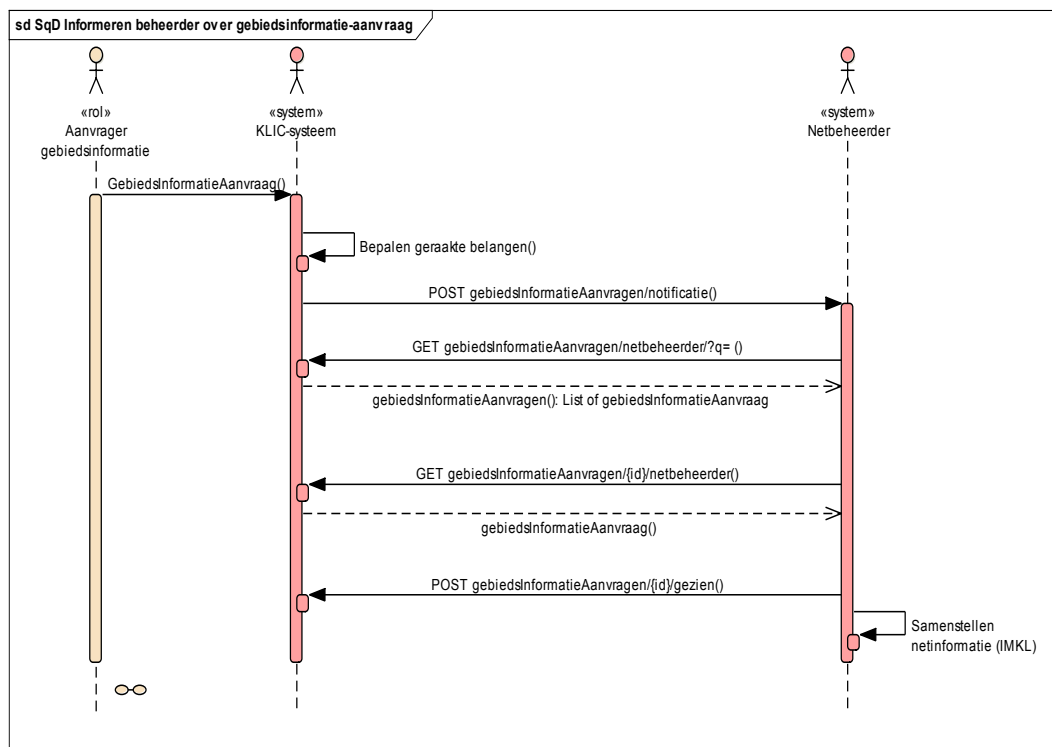 sd SqD Informeren beheerder over gebiedsinformatie-aanvraag
«rol»
Aanvrager
gebiedsinformatie
«system»
KLIC-systeem
«system»
Netbeheerder
GebiedsInformatieAanvraag()
Bepalen geraakte belangen()
POST gebiedsInformatieAanvragen/notificatie()
GET gebiedsInformatieAanvragen/netbeheerder/?q= ()
gebiedsInformatieAanvragen(): List of gebiedsInformatieAanvraag
GET gebiedsInformatieAanvragen/{id}/netbeheerder()
gebiedsInformatieAanvraag()
POST gebiedsInformatieAanvragen/{id}/gezien()
Samenstellen
netinformatie (IMKL)